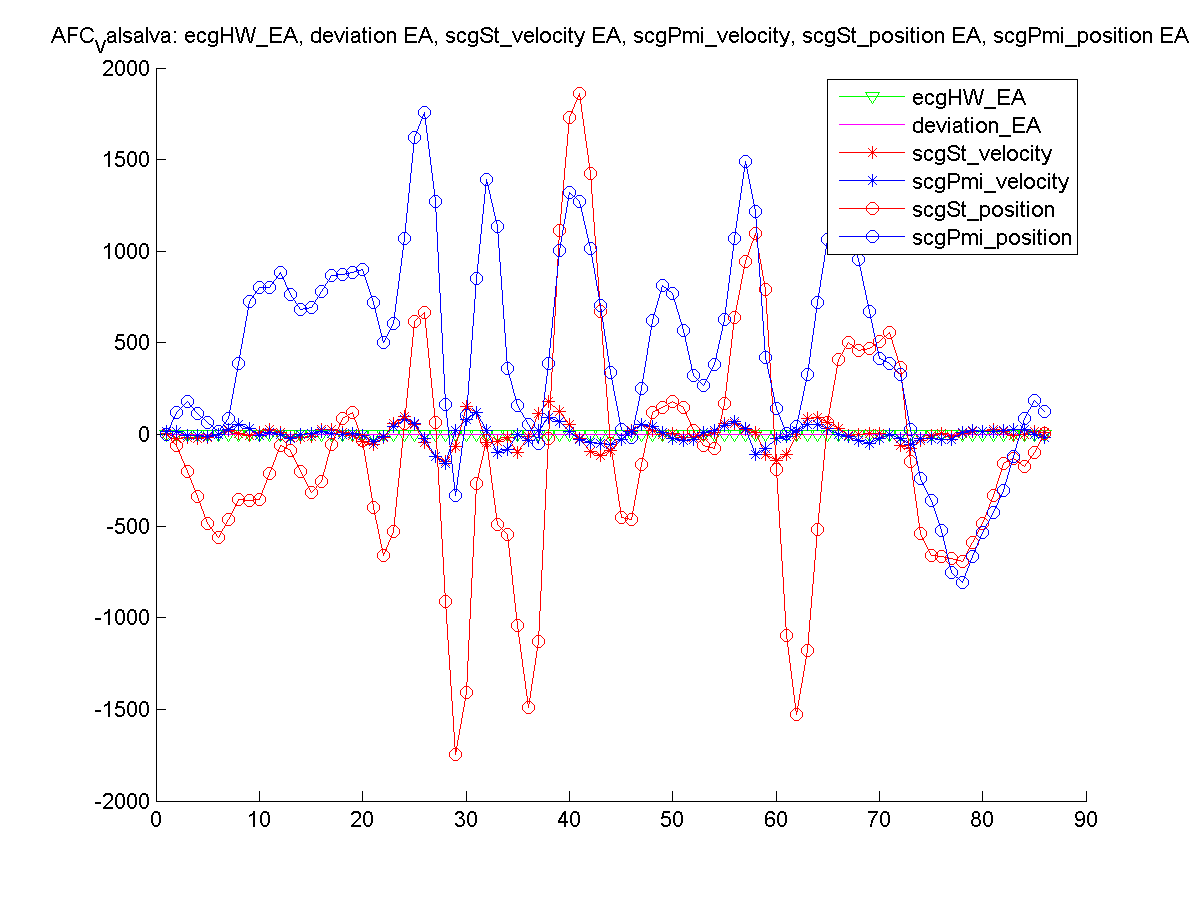 AFCValsalva: ecgHW_EA, deviation EA, scgSt_velocity EA, scgPmi_velocity, scgSt_position EA, scgPmi_position EA
2000
1500
1000
500
0
-500
-1000
-1500
-2000
0 10 20 30 40 50 60 70 80 90
ecgHW_EA
deviation_EA
scgSt_velocity
scgPmi_velocity
scgSt_position
scgPmi_position